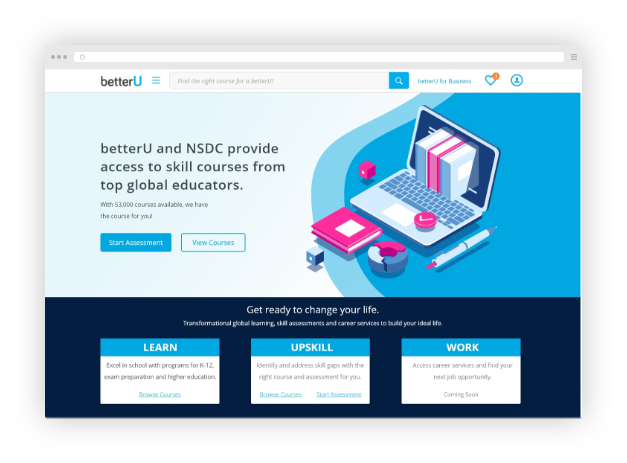 betterU
Find the right course for a betterU!
betterU for Business
betterU and NSDC provide
access to skill courses from
top global educators.
With 53,000 courses available, we have
the course for you!
Start Assessment
View Courses
Get ready to change your life.
Transformational global learning, skill assessments and career services to build your ideal life.
LEARN
Excel in school with programs for K-12,
exam preparation and higher education.
Browse Courses
UPSKILL
Identify and address skill gaps with the
right course and assessment for you.
Browse Courses Start Assessment
WORK
Access career services and find your
next job opportunity.
Coming Soon